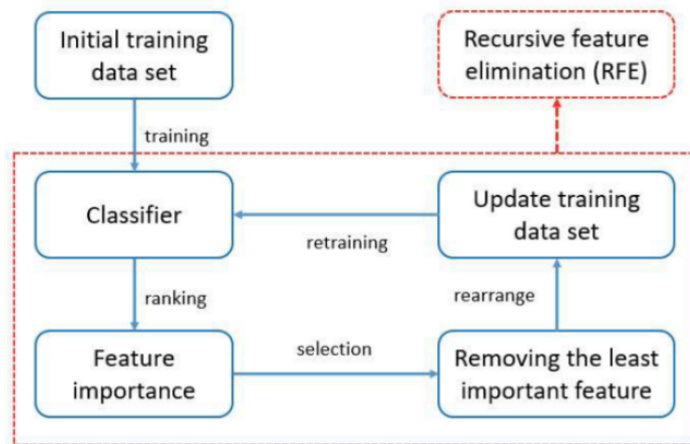 Initial training
data set
Recursive feature
elimination (RFE)
training
Classifier
Update training
data set
retraining
ranking
rearrange
Feature
importance
selection
Removing the least
important feature